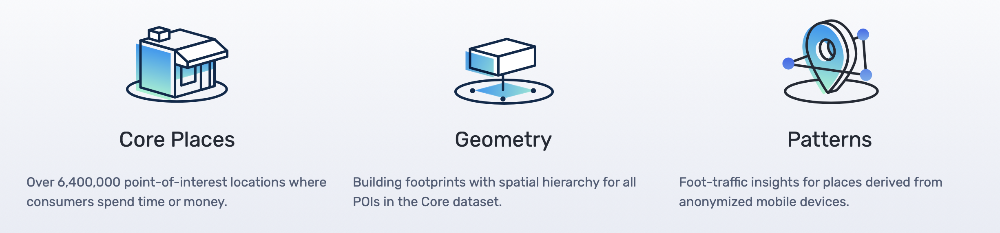 Core Places
Over 6,400,000 point-of-interest locations where
consumers spend time or money.
Geometry
Building footprints with spatial hierarchy for all
POIs in the Core dataset.
Patterns
Foot-traffic insights for places derived from
anonymized mobile devices.